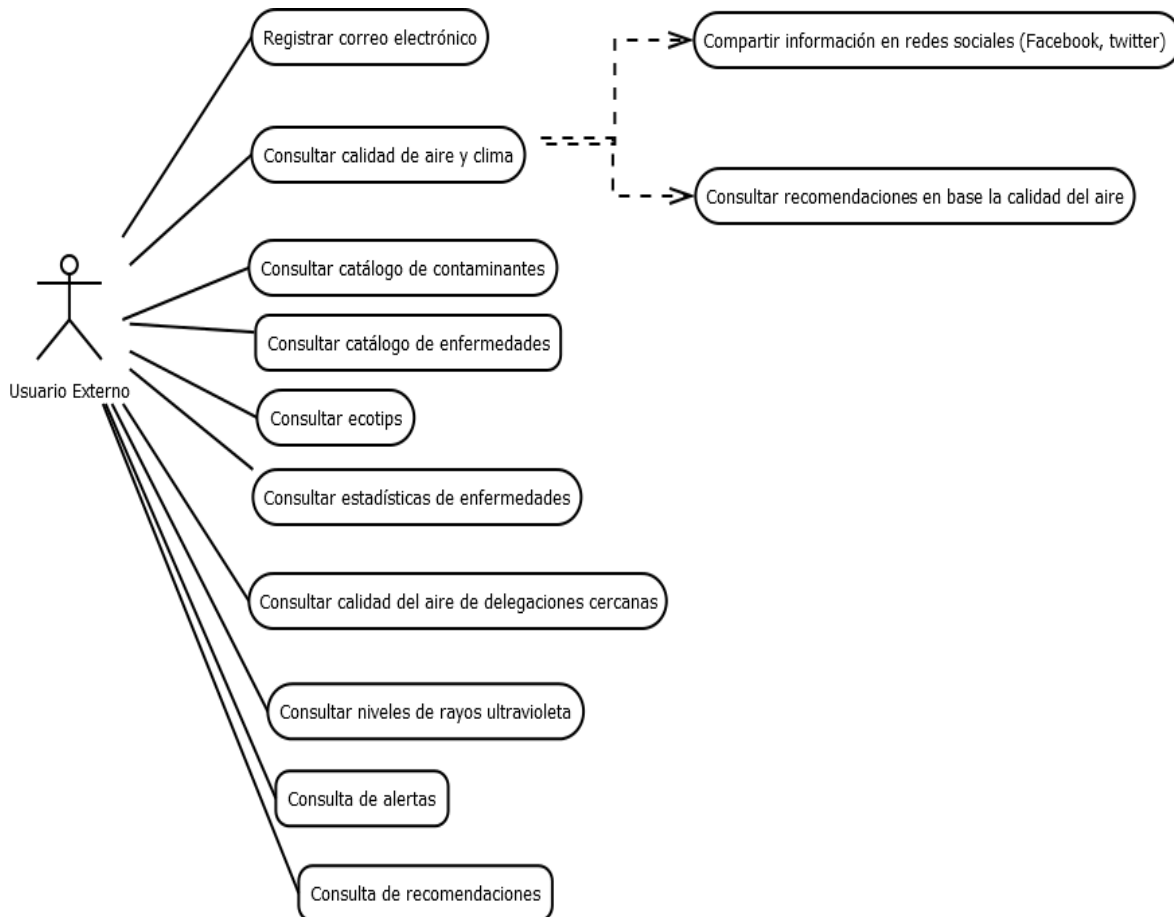 Registrar correo electrónico
Compartir información en redes sociales (Facebook, twitter)
Consultar calidad de aire y clima
Consultar recomendaciones en base la calidad del aire
Consultar catálogo de contaminantes
Consultar catálogo de enfermedades
Usuario Externo
Consultar ecotips
Consultar estadísticas de enfermedades
Consultar calidad del aire de delegaciones cercanas
Consultar niveles de rayos ultravioleta
Consulta de alertas
Consulta de recomendaciones